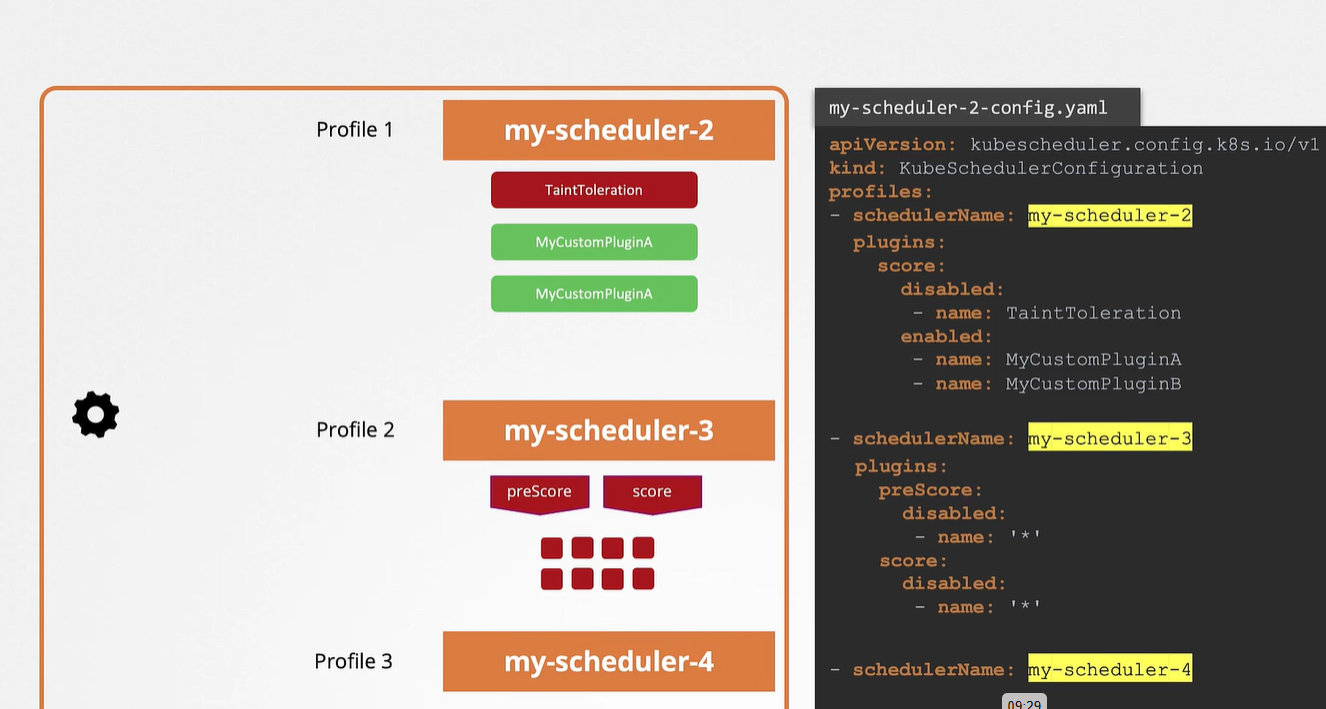 Profile 1
my-scheduler-2
TaintToleration
MyCustomPluginA
MyCustomPluginA
Profile 2
my-scheduler-3
preScore
score
Profile 3
my-scheduler-4
my-scheduler-2-config.yaml
apiVersion: kubescheduler.config.k8s.io/v1
kind: KubeSchedulerConfiguration
profiles:
- schedulerName: my-scheduler-2
plugins:
score:
disabled:
- name: TaintToleration
enabled:
- name: MyCustomPluginA
- name: MyCustomPluginB
- schedulerName: my-scheduler-3
plugins:
preScore:
disabled:
- name: '*'
score:
disabled:
- name: '*'
- schedulerName: my-scheduler-4
09:29